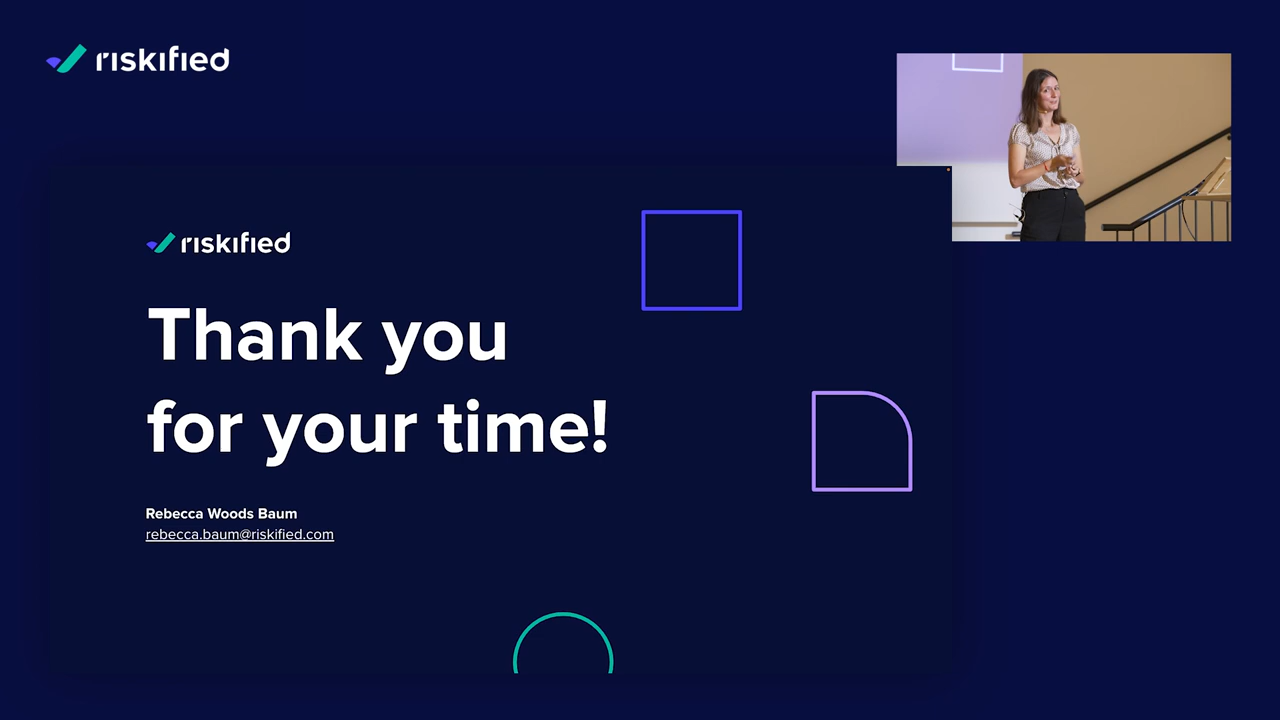 riskified
riskified
Thank you
for your time!
Rebecca Woods Baum
rebecca.baum@riskified.com